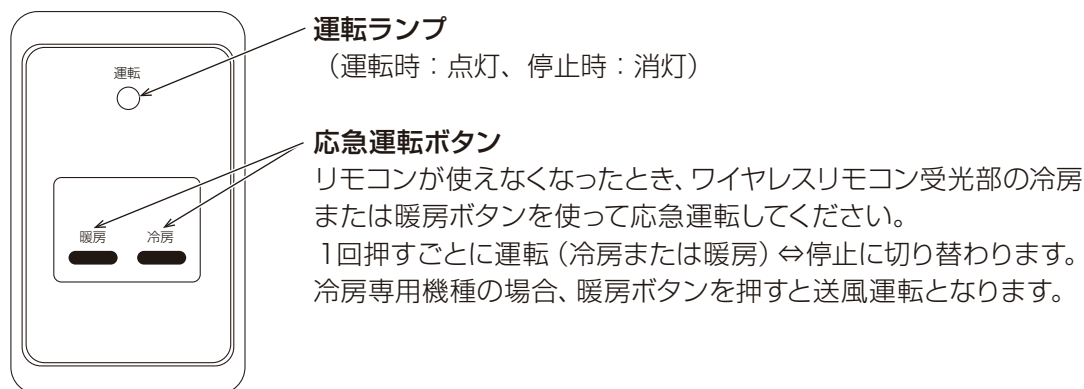 運転
暖房
冷房
運転ランプ
(運転時：点灯、停止時：消灯)
応急運転ボタン
リモコンが使えなくなったとき、ワイヤレスリモコン受光部の冷房
または暖房ボタンを使って応急運転してください。
1回押すごとに運転(冷房または暖房)⇔停止に切り替わります。
冷房専用機種の場合、暖房ボタンを押すと送風運転となります。